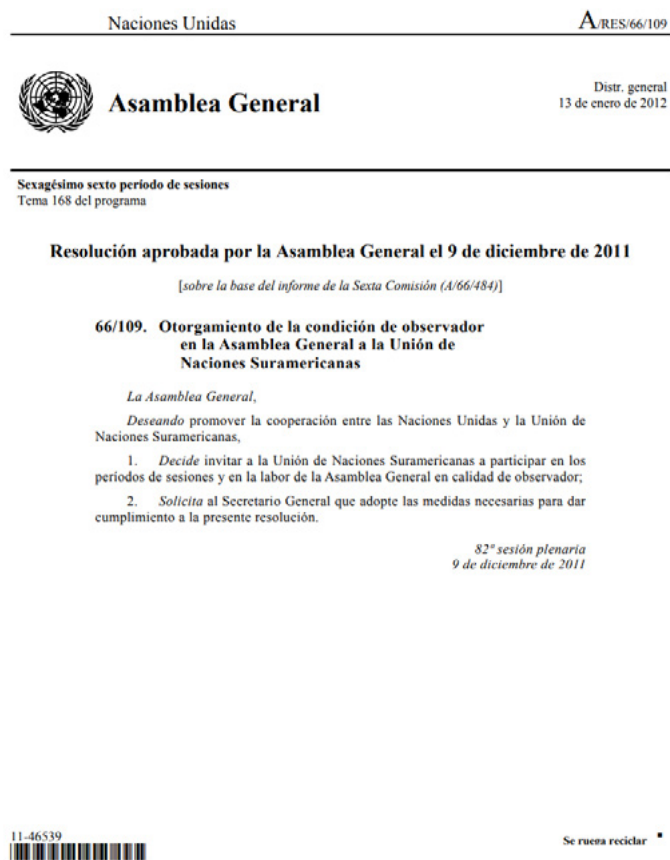 Naciones Unidas
A/RES/66/109
Asamblea General
Distr. general
13 de enero de 2012
Sexagésimo sexto período de sesiones
Tema 168 del programa
Resolución aprobada por la Asamblea General el 9 de diciembre de 2011
[sobre la base del informe de la Sexta Comisión (A/66/484)]
66/109. Otorgamiento de la condición de observador
en la Asamblea General a la Unión de
Naciones Suramericanas
La Asamblea General,
Deseando promover la cooperación entre las Naciones Unidas y la Unión de
Naciones Suramericanas,
1. Decide invitar a la Unión de Naciones Suramericanas a participar en los
períodos de sesiones y en la labor de la Asamblea General en calidad de observador;
2. Solicita al Secretario General que adopte las medidas necesarias para dar
cumplimiento a la presente resolución.
82ª sesión plenaria
9 de diciembre de 2011
11-46539
Se ruega reciclar